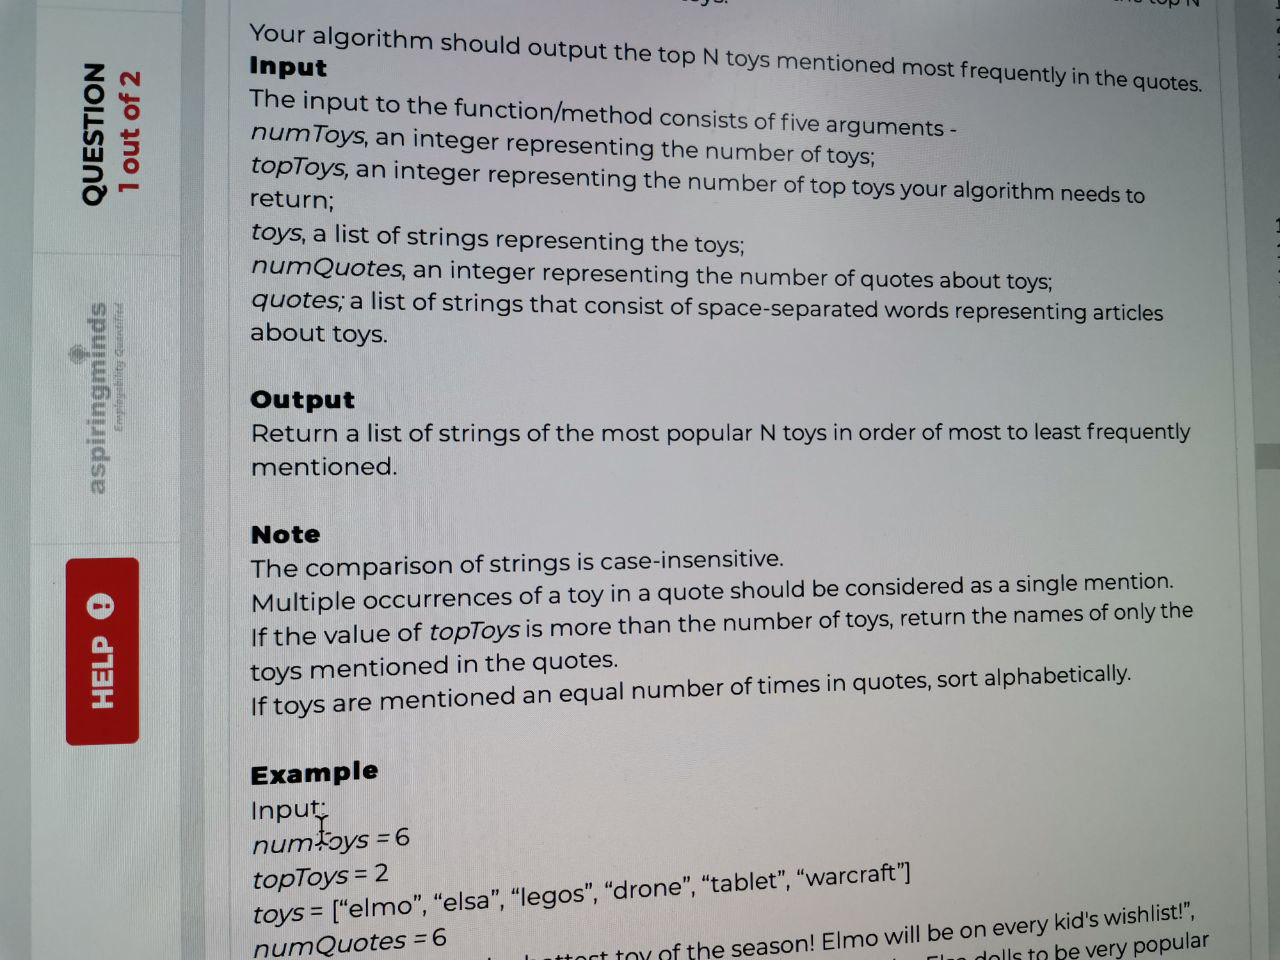 Your algorithm should output the top N toys mentioned most frequently in the quotes.
Input
The input to the function/method consists of five arguments -
numToys, an integer representing the number of toys;
topToys, an integer representing the number of top toys your algorithm needs to
return;
toys, a list of strings representing the toys;
numQuotes, an integer representing the number of quotes about toys;
quotes; a list of strings that consist of space-separated words representing articles
about toys.
Output
Return a list of strings of the most popular N toys in order of most to least frequently
mentioned.
Note
The comparison of strings is case-insensitive.
Multiple occurrences of a toy in a quote should be considered as a single mention.
If the value of topToys is more than the number of toys, return the names of only the
toys mentioned in the quotes.
If toys are mentioned an equal number of times in quotes, sort alphabetically.
Example
Input:
numToys = 6
topToys = 2
toys = ["elmo", "elsa", "legos", "drone", "tablet", "warcraft"]
numQuotes = 6
toy of the season! Elmo will be on every kid's wishlist!",
dolls to be very popular
QUESTION
1 out of 2
aspiringminds
Employability Quantified
HELP !